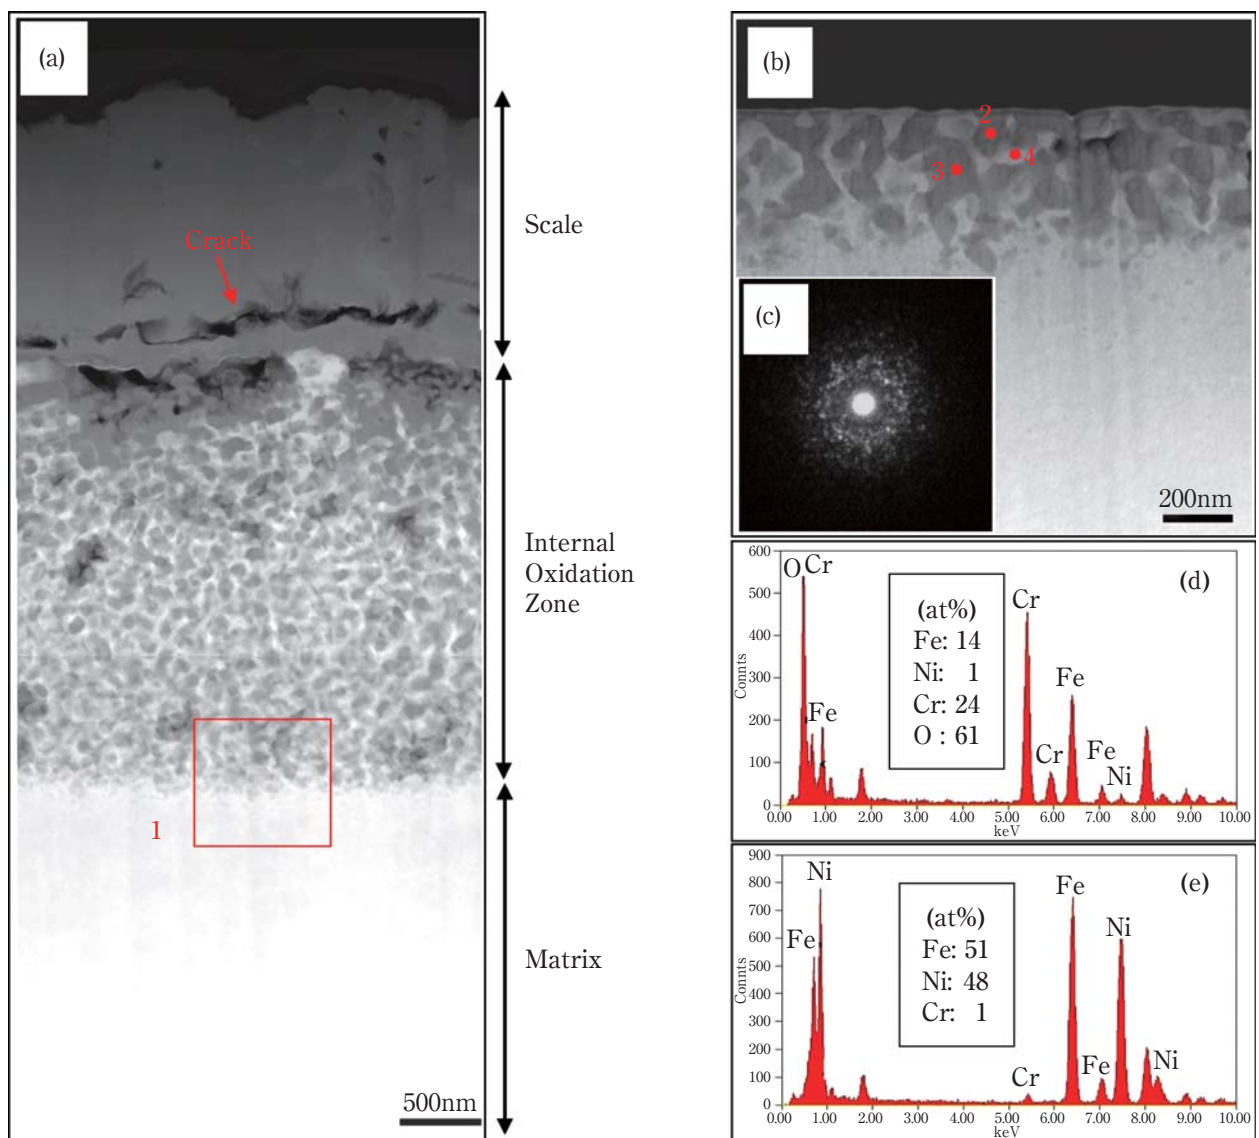 (a)
Crack
Scale
Internal
Oxidation
Zone
1
Matrix
500nm
(b)
2
4
3
(c)
200nm
(d)
600
500
400
300
200
100
0
Connts
O Cr
Fe
Cr
Cr
Fe
Fe
Ni
(at%)
Fe: 14
Ni: 1
Cr: 24
O : 61
0.00 1.00 2.00 3.00 4.00 5.00 6.00 7.00 8.00 9.00 10.00
keV
(e)
900
800
700
600
500
400
300
200
100
0
Connts
Ni
Fe
Cr
Fe
Fe
Ni
Ni
(at%)
Fe: 51
Ni: 48
Cr: 1
0.00 1.00 2.00 3.00 4.00 5.00 6.00 7.00 8.00 9.00 10.00
keV